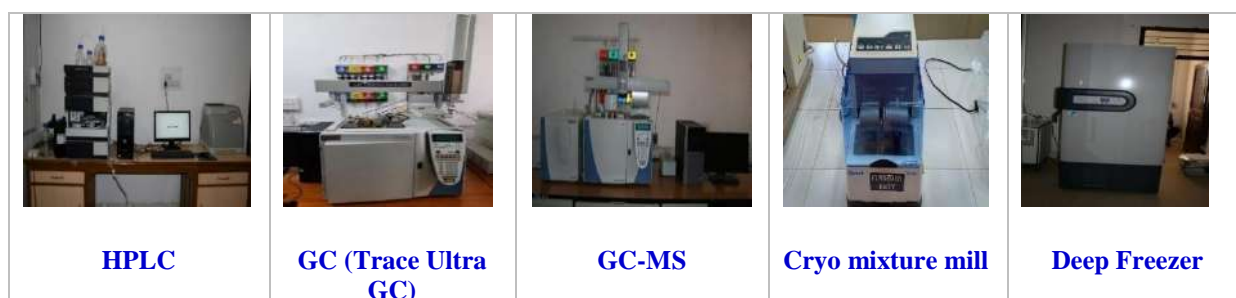 HPLC
GC (Trace Ultra
GC)
GC-MS
Cryo mixture mill
Deep Freezer